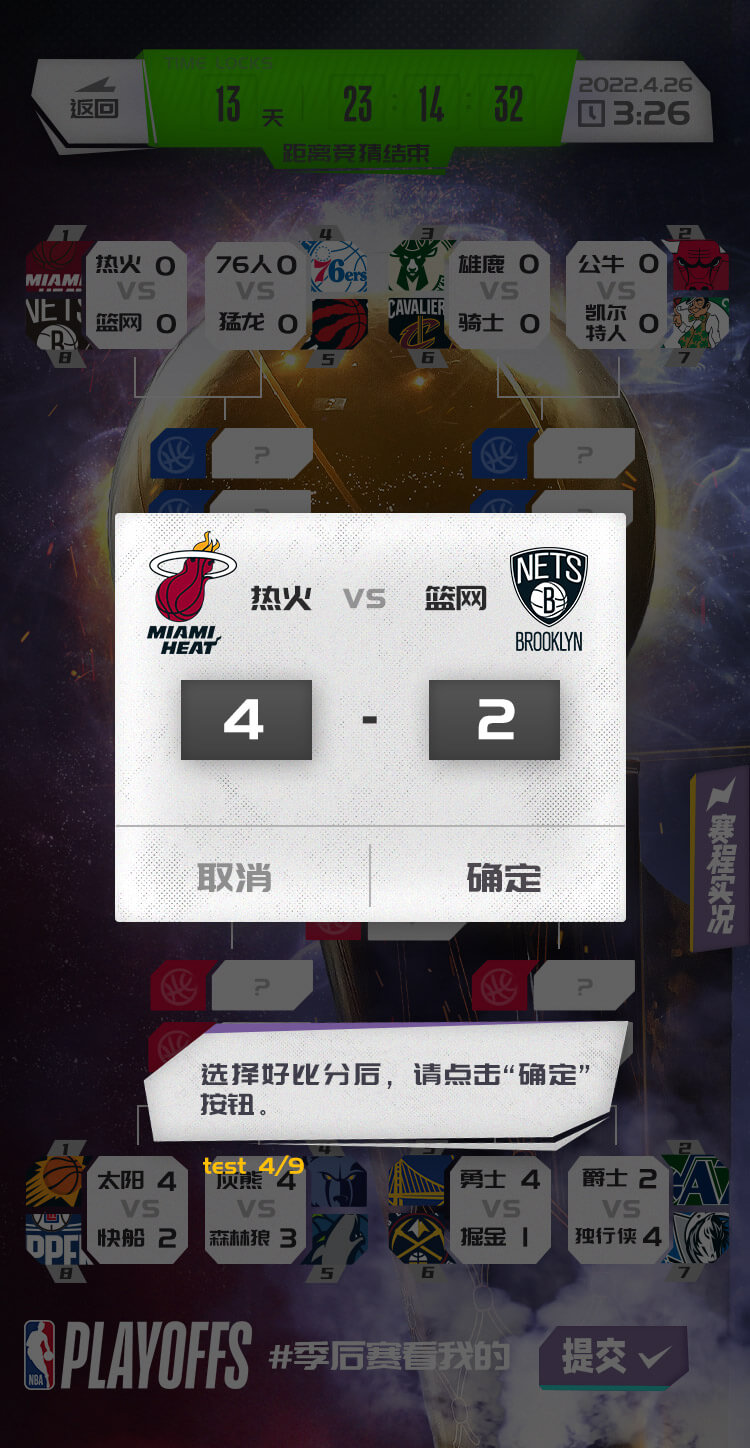 TIME LOCKS
返回
13 天 23 : 14 : 32
2022.4.26
3:26
距离竞猜结束
1 4 3 2
热火 0
VS
篮网 0
76人 0
VS
猛龙 0
雄鹿 0
VS
骑士 0
公牛 0
VS
凯尔特人 0
MIAMI
NETS
B
76ers
CAVALIERS
8 5 6 7
?
?
MIAMI
HEAT
热火 VS 篮网
NETS
B
BROOKLYN
4 - 2
取消 确定
赛程实况
?
?
选择好比分后，请点击“确定”
按钮。
test 4/9
1 4 3 2
太阳 4
VS
快船 2
灰熊 4
VS
森林狼 3
勇士 4
VS
掘金 1
爵士 2
VS
独行侠 4
8 5 6 7
NBA
PLAYOFFS
#季后赛看我的
提交